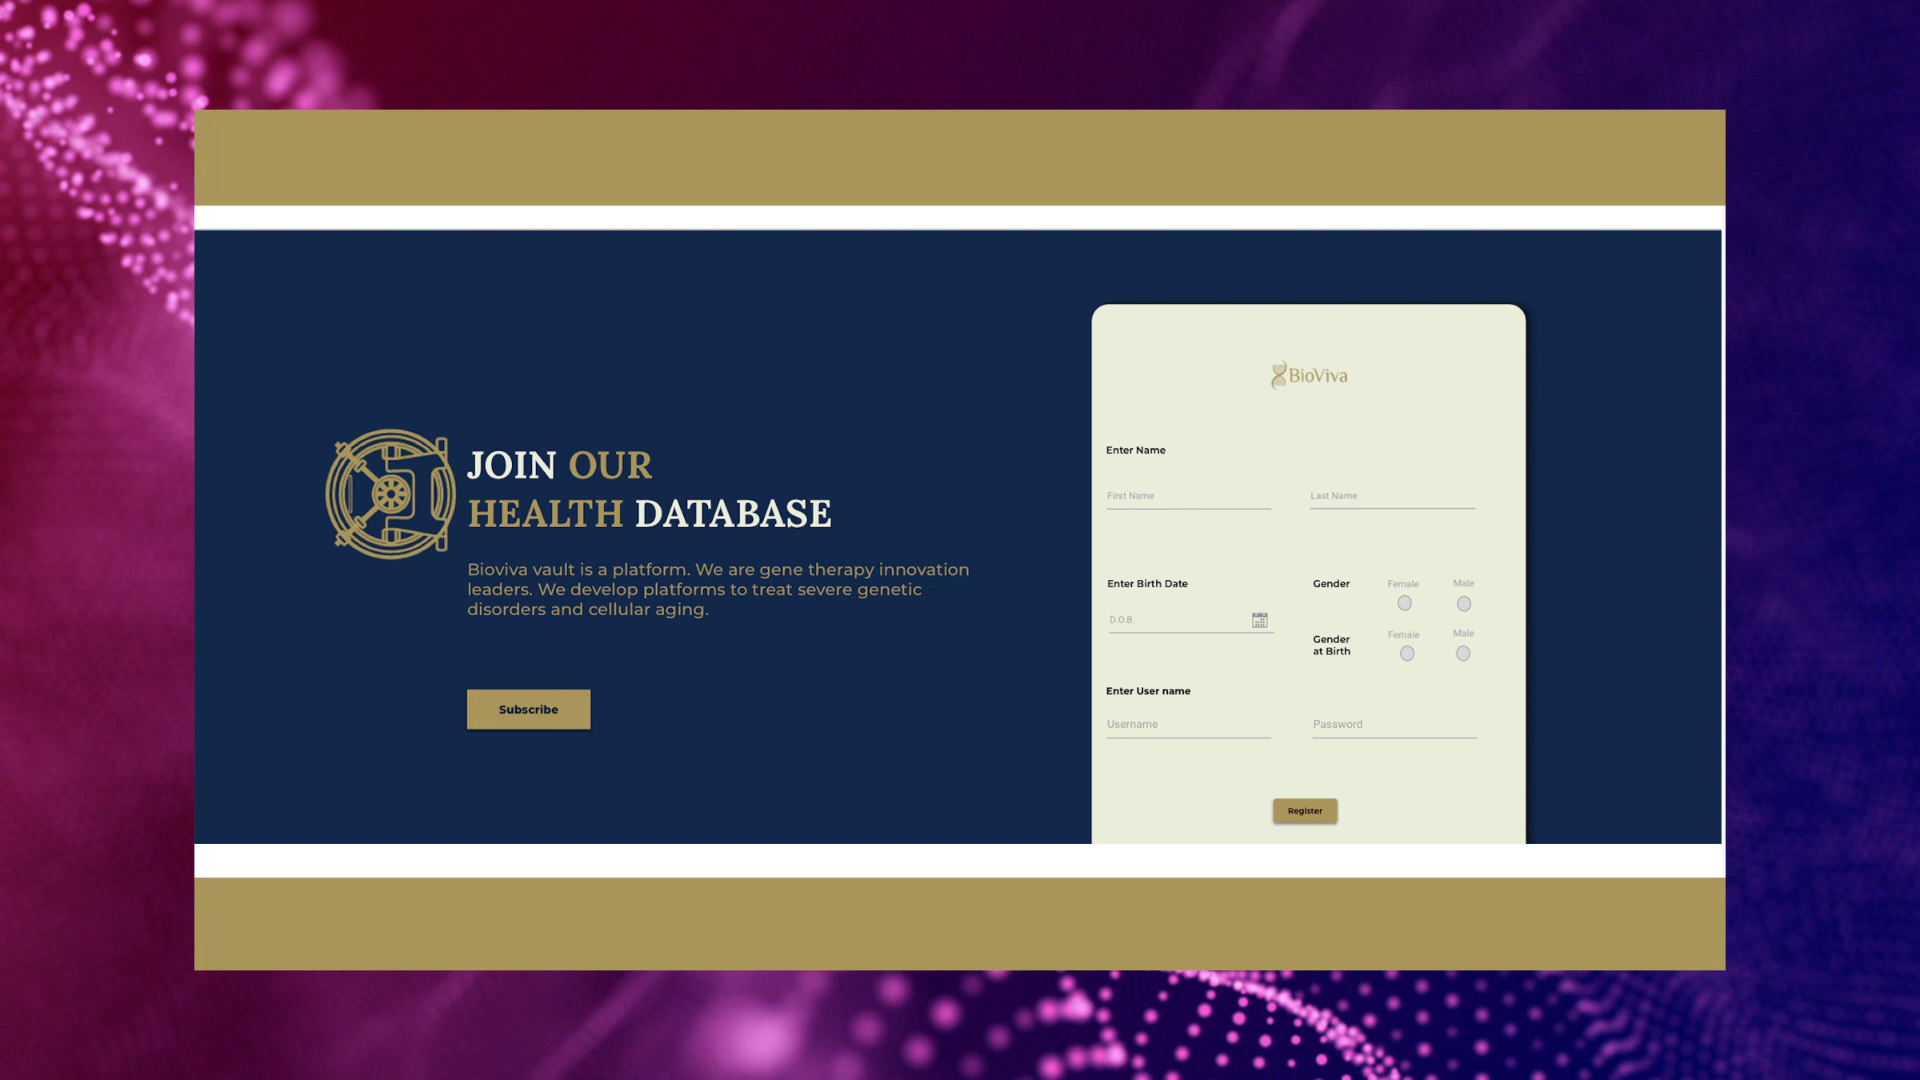 JOIN OUR
HEALTH DATABASE
Bioviva vault is a platform. We are gene therapy innovation
leaders. We develop platforms to treat severe genetic
disorders and cellular aging.
Subscribe
BioViva
Enter Name
First Name Last Name
Enter Birth Date Gender Female Male
D.O.B.
Gender
at Birth Female Male
Enter User name
Username Password
Register